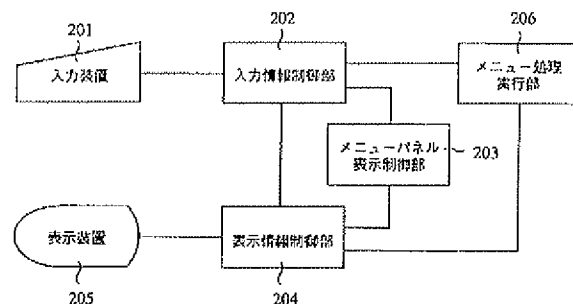 201
202
206
入力装置
入力情報制御部
メニュー処理
実行部
メニューパネル
表示制御部
203
表示装置
表示情報制御部
205
204